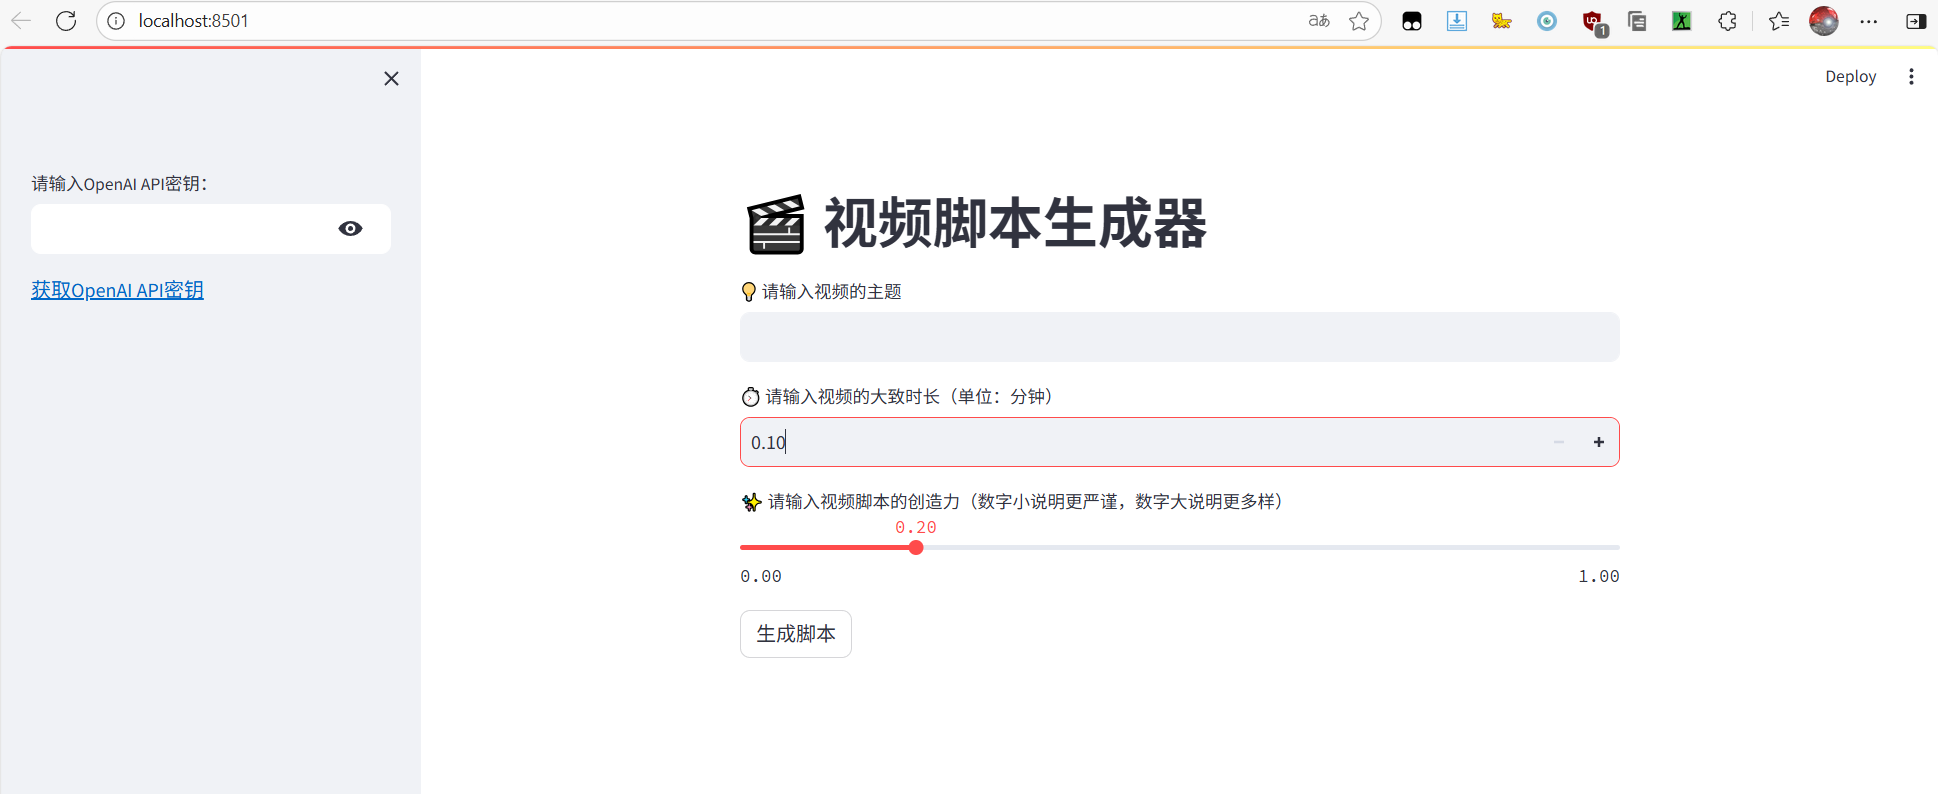 localhost:8501
aあ
1
Deploy
请输入OpenAI API密钥：
获取OpenAI API密钥
🎬 视频脚本生成器
💡 请输入视频的主题
⏱️ 请输入视频的大致时长（单位：分钟）
0.10
✨ 请输入视频脚本的创造力（数字小说明更严谨，数字大说明更多样）
0.20
0.00 1.00
生成脚本